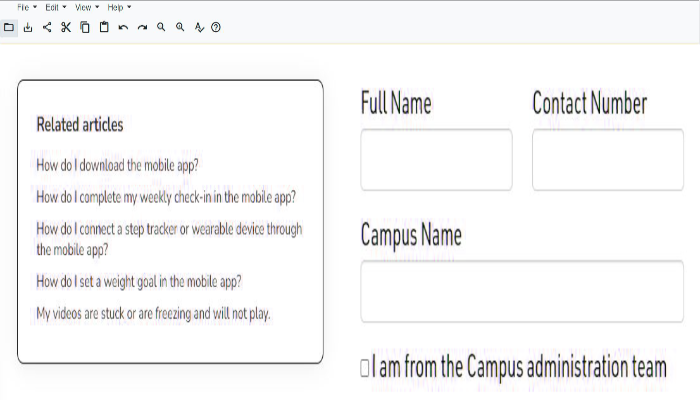 File Edit View Help
Related articles
How do I download the mobile app?
How do I complete my weekly check-in in the mobile app?
How do I connect a step tracker or wearable device through
the mobile app?
How do I set a weight goal in the mobile app?
My videos are stuck or are freezing and will not play.
Full Name
Contact Number
Campus Name
I am from the Campus administration team